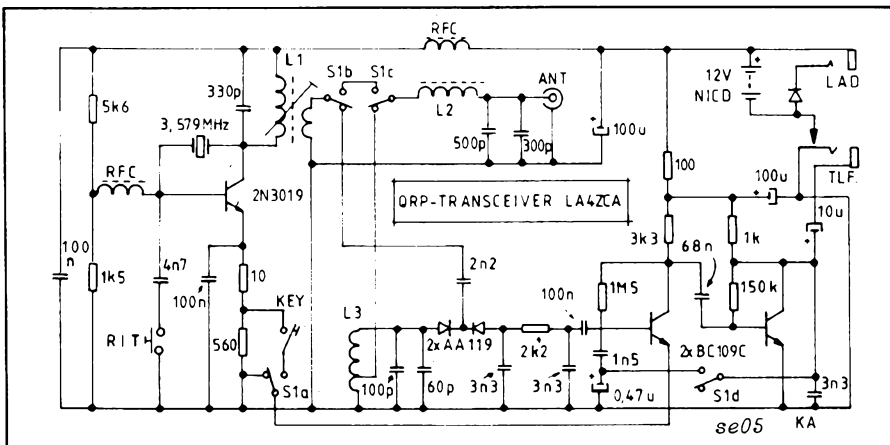 RFC
L1
S1b
S1c
ANT
12V
NICD
LAD
330p
5k6
3,579MHz
L2
500p
300p
100u
100
100u
TLF.
RFC
2N3019
QRP-TRANSCEIVER LA4ZCA
10u
3k3
68n
1k
100
n
1k5
4n7
100n
10
KEY
2n2
L3
100n
1M5
150k
RIT
560
2xAA119
2k2
1n5
2xBC109C
S1a
100p
60p
3n3
3n3
0,47u
S1d
3n3
se05
KA